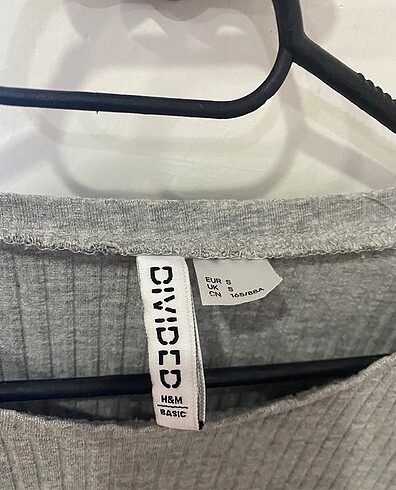 DIVIDED
H&M
BASIC
EUR S
UK S
CN 165/88A